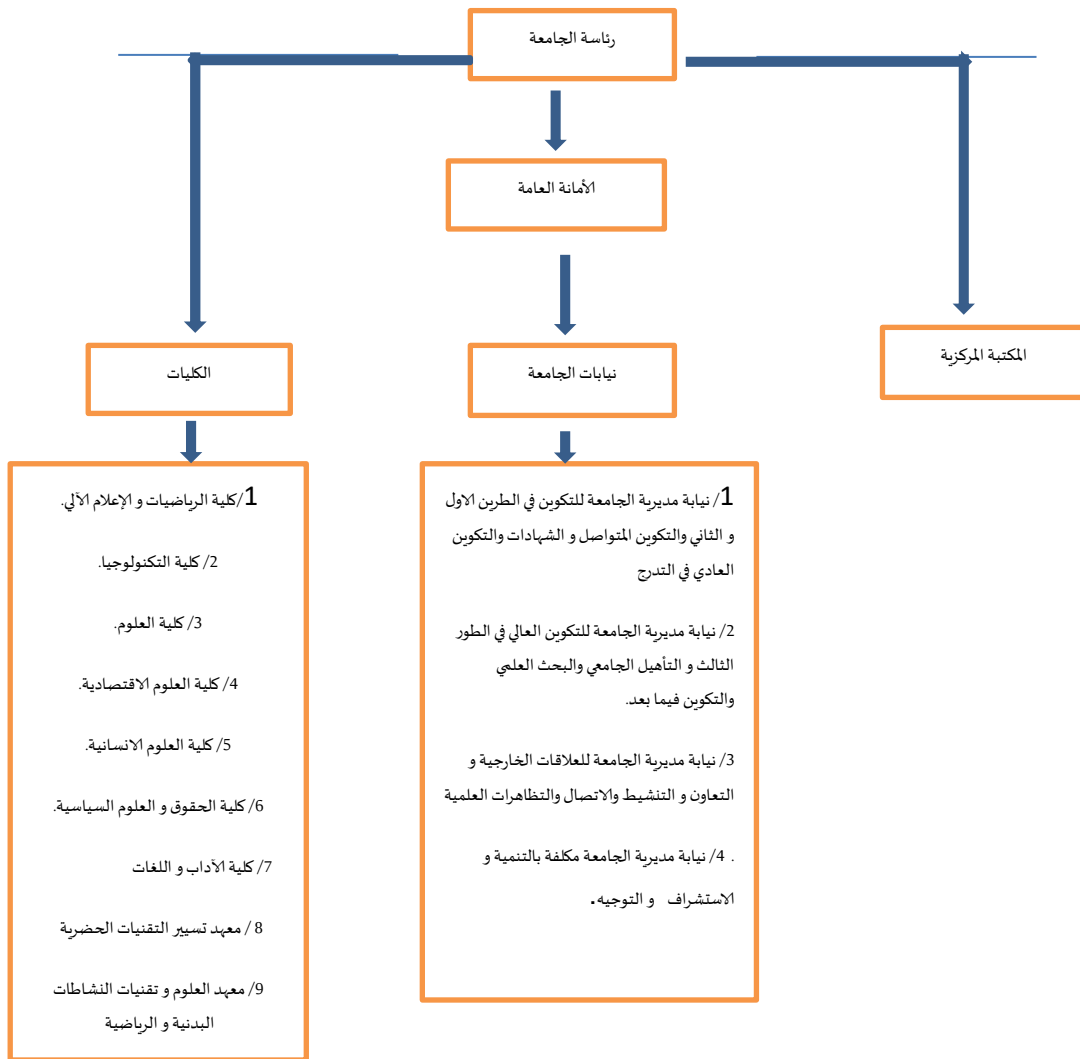 رئاسة الجامعة
الأمانة العامة
المكتبة المركزية
نيابات الجامعة
الكليات
1/ نيابة مديرية الجامعة للتكوين في الطرين الاول
و الثاني والتكوين المتواصل و الشهادات والتكوين
العادي في التدرج
2/ نيابة مديرية الجامعة للتكوين العالي في الطور
الثالث و التأهيل الجامعي والبحث العلمي
والتكوين فيما بعد.
3/ نيابة مديرية الجامعة للعلاقات الخارجية و
التعاون و التنشيط والاتصال والتظاهرات العلمية
. 4/ نيابة مديرية الجامعة مكلفة بالتنمية و
الاستشراف و التوجيه.
1/كلية الرياضيات و الإعلام الآلي.
2/ كلية التكنولوجيا.
3/ كلية العلوم.
4/ كلية العلوم الاقتصادية.
5/ كلية العلوم الانسانية.
6/ كلية الحقوق و العلوم السياسية.
7/ كلية الآداب و اللغات
8 / معهد تسيير التقنيات الحضرية
9/ معهد العلوم و تقنيات النشاطات
البدنية و الرياضية